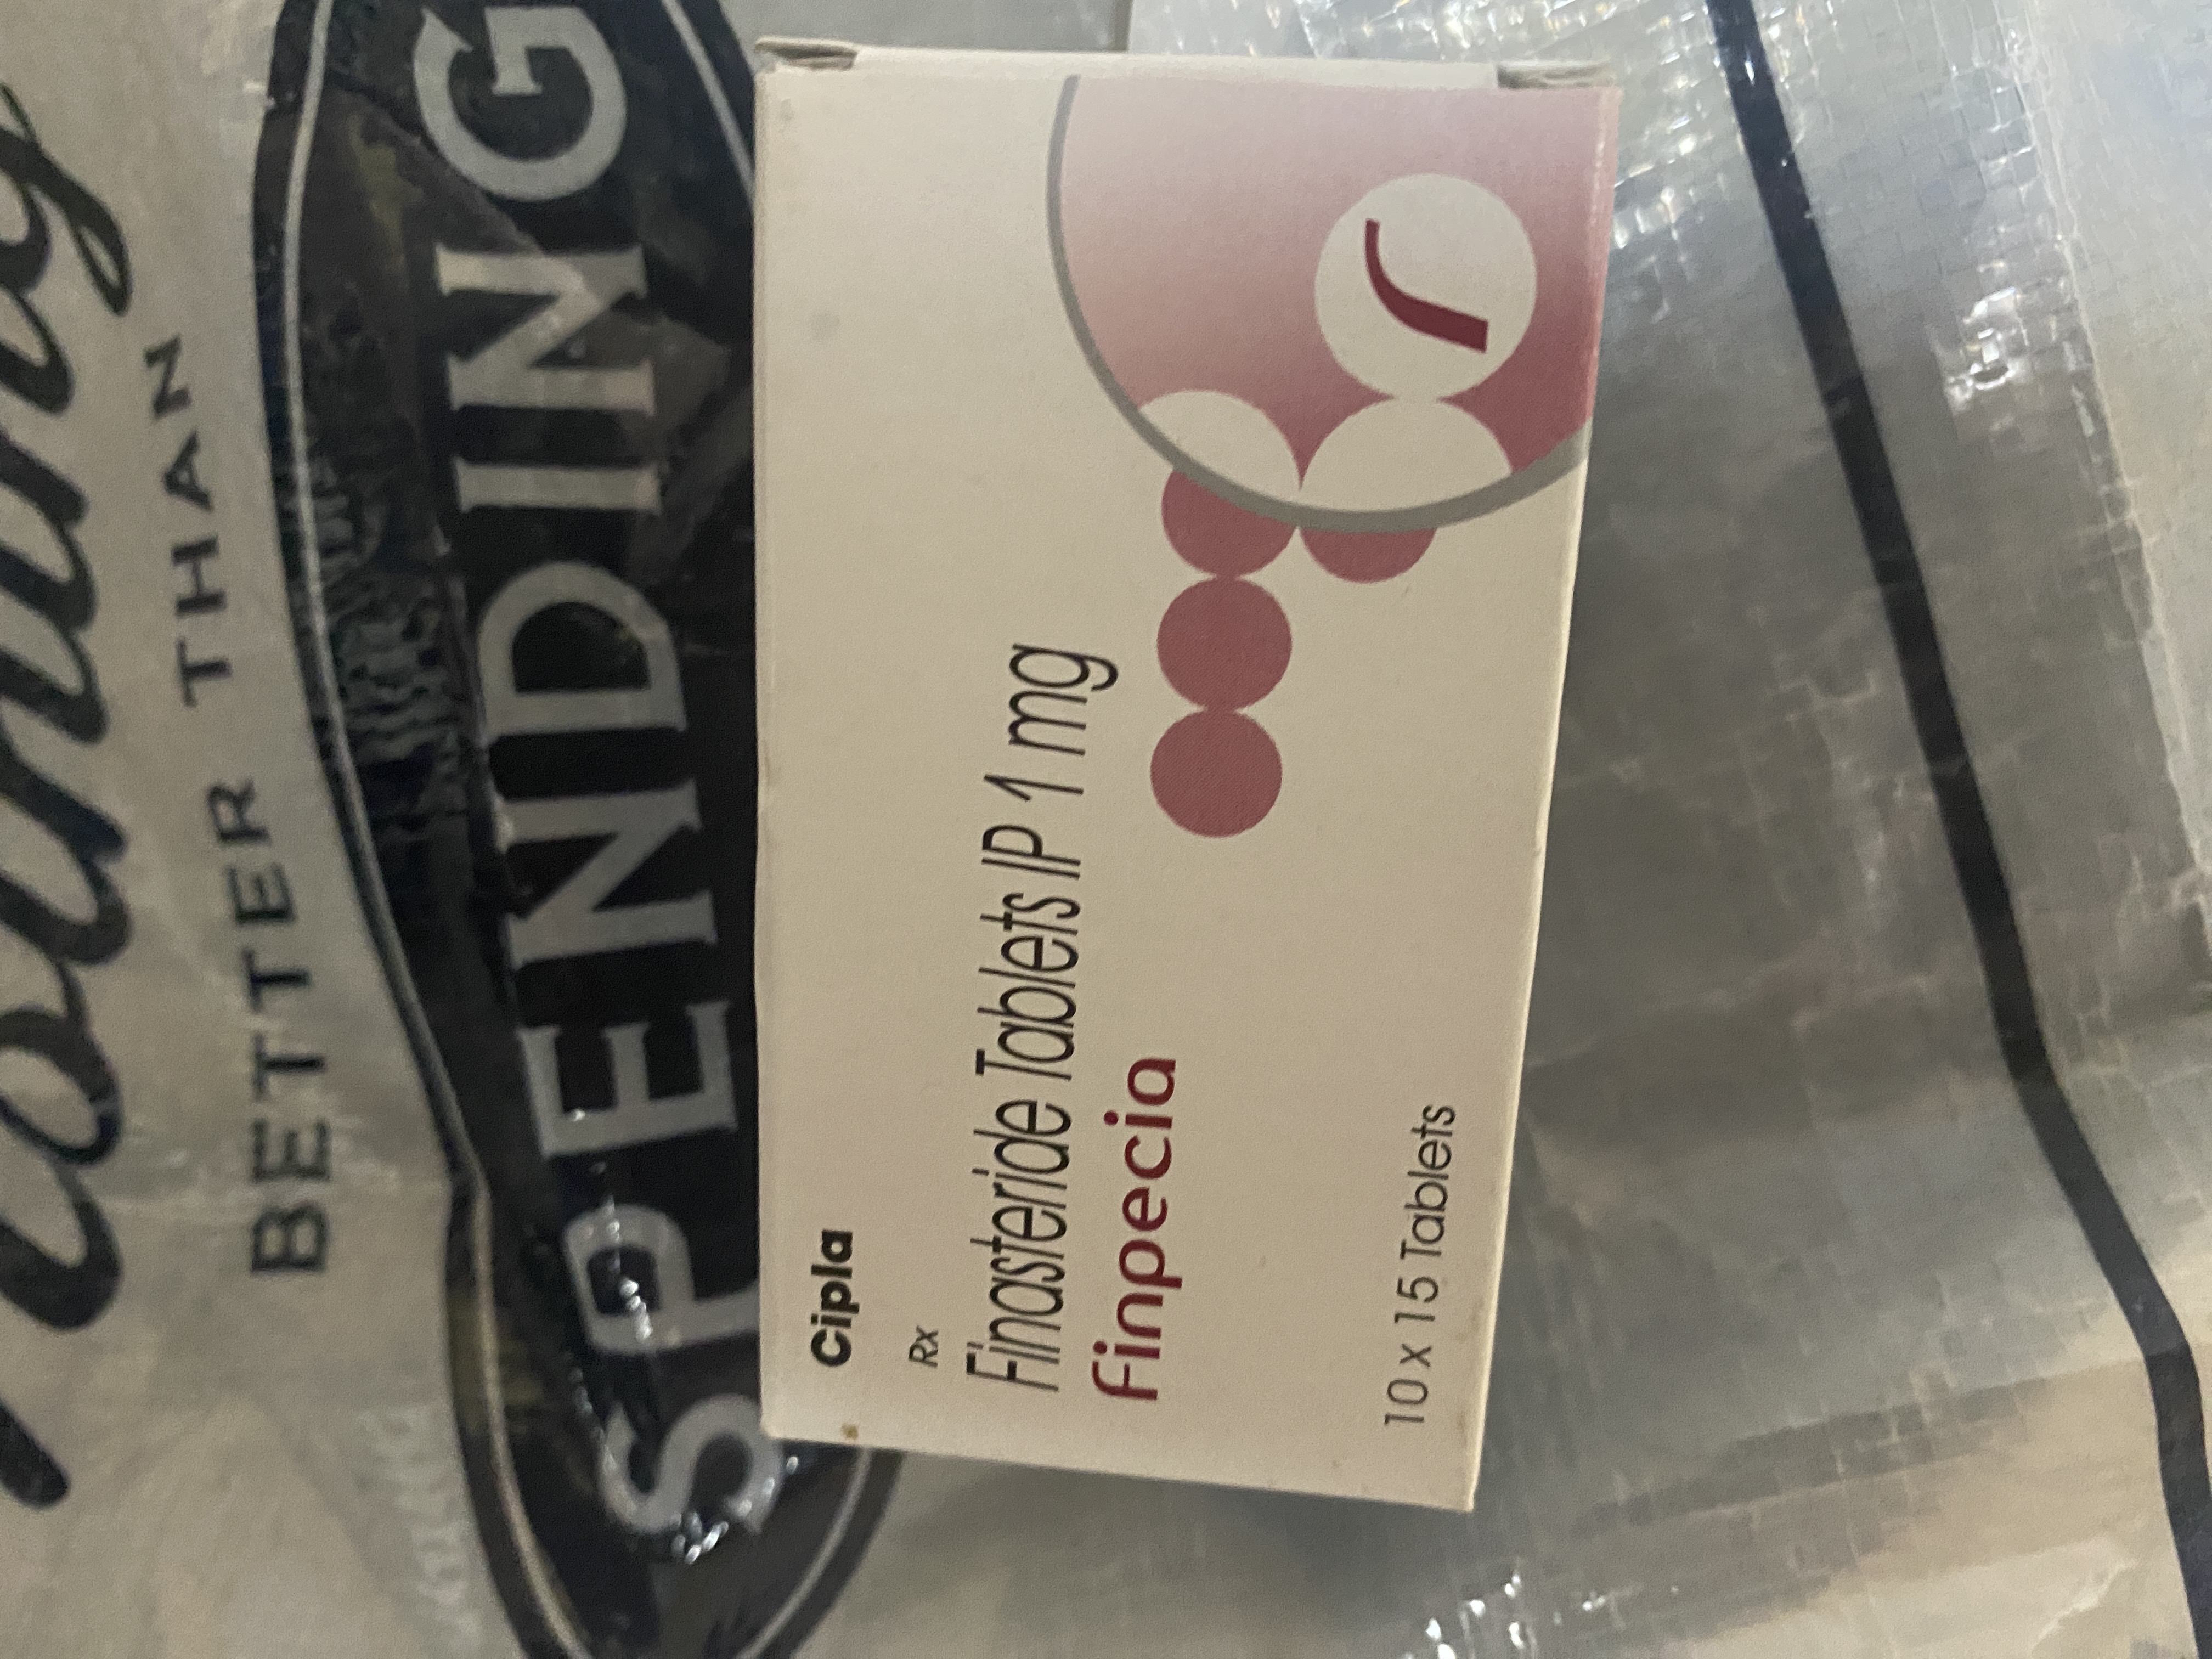 BETTER THAN
SPENDING
Cipla
Rx
Finasteride Tablets IP 1 mg
Finpecia
10 x 15 Tablets